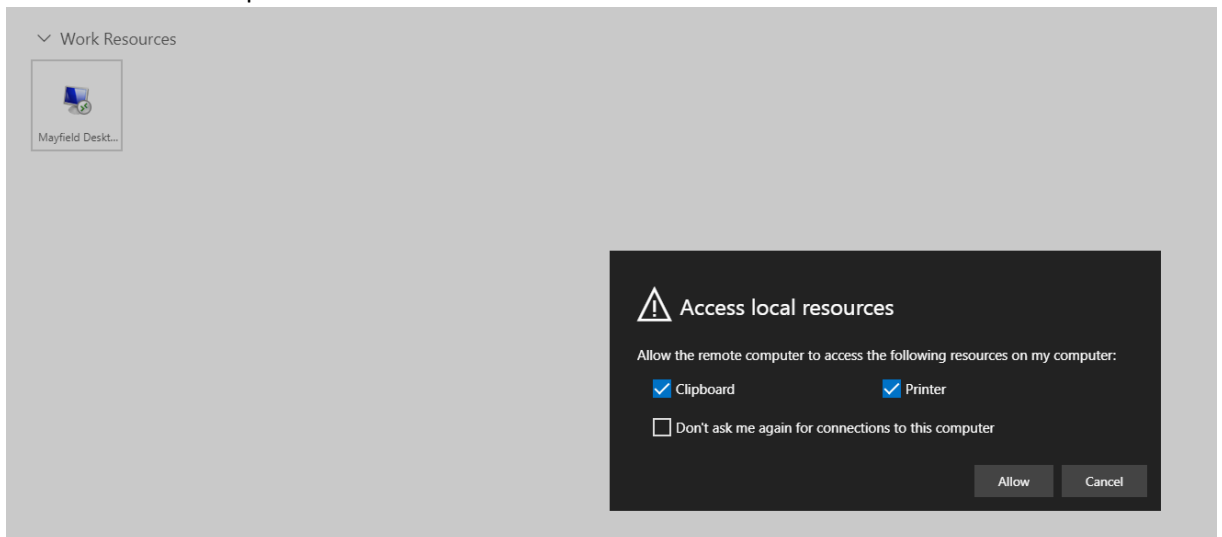 Work Resources
Mayfield Deskt...
Access local resources
Allow the remote computer to access the following resources on my computer:
Clipboard Printer
Don't ask me again for connections to this computer
Allow Cancel